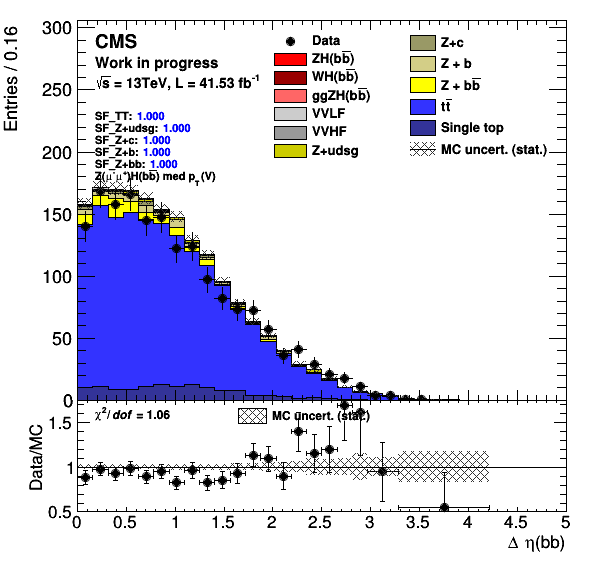 CMS
Work in progress
√s = 13TeV, L = 41.53 fb⁻¹
SF_TT: 1.000
SF_Z+udsg: 1.000
SF_Z+c: 1.000
SF_Z+b: 1.000
SF_Z+bb: 1.000
Z(μ⁻μ⁺)H(bb̅) med p_T(V)
Data
ZH(bb̅)
WH(bb̅)
ggZH(bb̅)
VVLF
VVHF
Z+udsg
Z+c
Z + b
Z + bb̅
tt̅
Single top
MC uncert. (stat.)
Entries / 0.16
300
250
200
150
100
50
0
χ²/dof = 1.06
MC uncert. (stat.)
Data/MC
1.5
1
0.5
0 0.5 1 1.5 2 2.5 3 3.5 4 4.5 5
Δ η(bb)